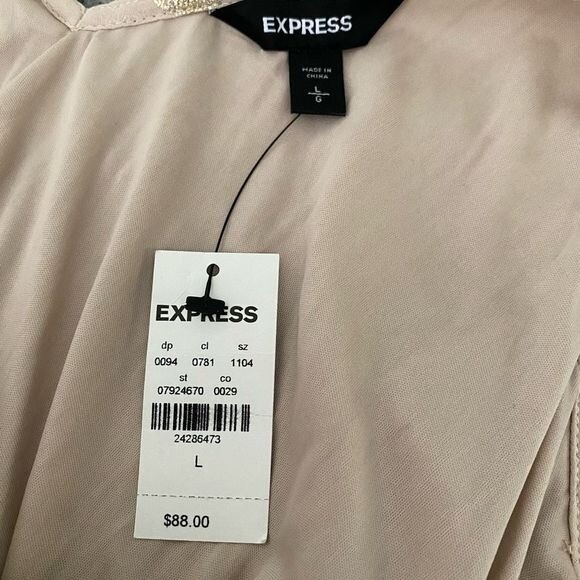 EXPRESS
MADE IN
CHINA
L
G
EXPRESS
dp cl sz
0094 0781 1104
st co
07924670 0029
24286473
L
$88.00